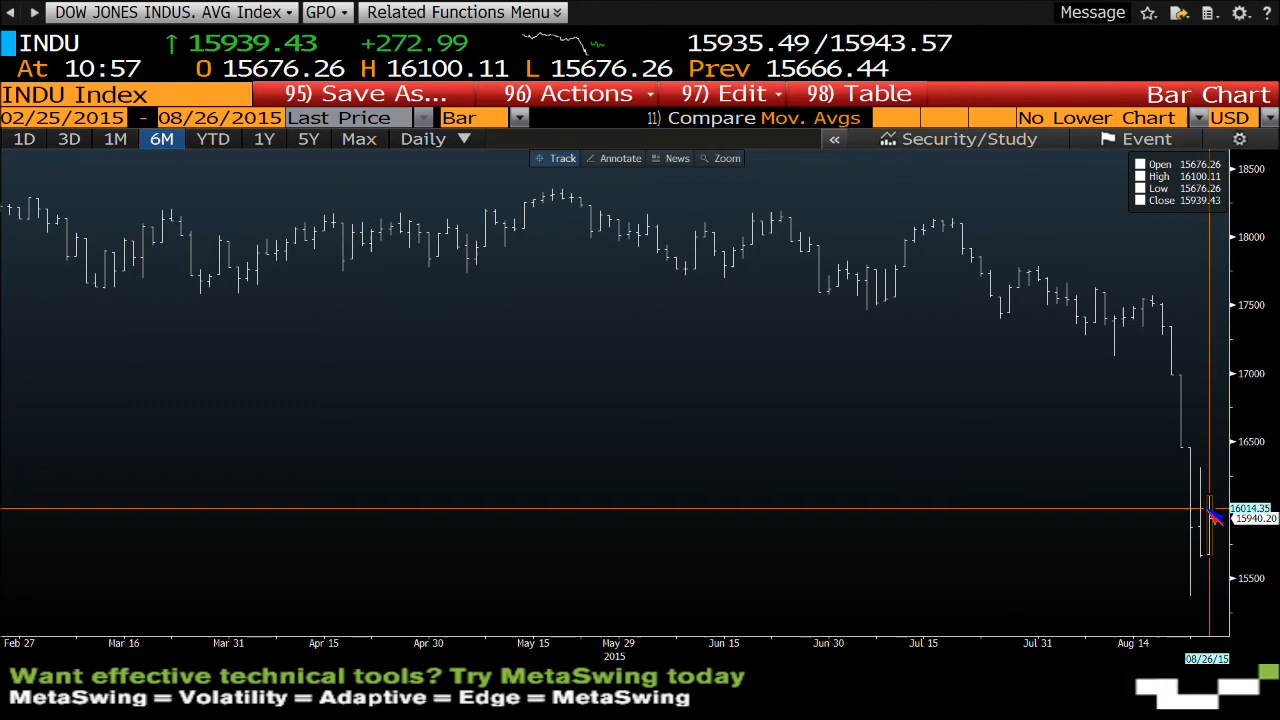 DOW JONES INDUS. AVG Index GPO Related Functions Menu Message ?
INDU 15939.43 +272.99 15935.49 /15943.57
At 10:57 O 15676.26 H 16100.11 L 15676.26 Prev 15666.44
INDU Index 95) Save As... 96) Actions 97) Edit 98) Table Bar Chart
02/25/2015 - 08/26/2015 Last Price Bar 11) Compare Mov. Avgs No Lower Chart USD
1D 3D 1M 6M YTD 1Y 5Y Max Daily « Security/Study Event
Track Annotate News Zoom
Open 15676.26
High 16100.11
Low 15676.26
Close 15939.43
18500
18000
17500
17000
16500
16014.35
15940.20
15500
Feb 27 Mar 16 Mar 31 Apr 15 Apr 30 May 15 May 29 Jun 15 Jun 30 Jul 15 Jul 31 Aug 14
2015 08/26/15
Want effective technical tools? Try MetaSwing today
MetaSwing = Volatility = Adaptive = Edge = MetaSwing